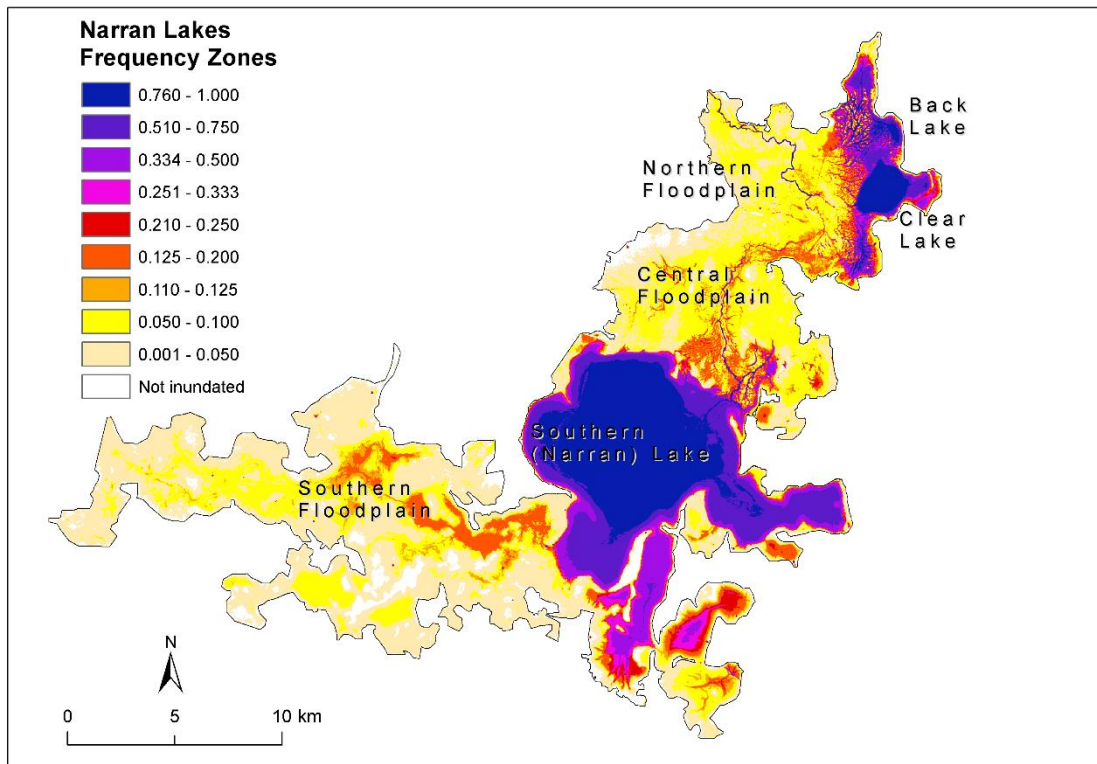 Narran Lakes
Frequency Zones
0.760 - 1.000
0.510 - 0.750
0.334 - 0.500
0.251 - 0.333
0.210 - 0.250
0.125 - 0.200
0.110 - 0.125
0.050 - 0.100
0.001 - 0.050
Not inundated
Back
Lake
Northern
Floodplain
Clear
Lake
Central
Floodplain
Southern
(Narran) Lake
Southern
Floodplain
N
0 5 10 km